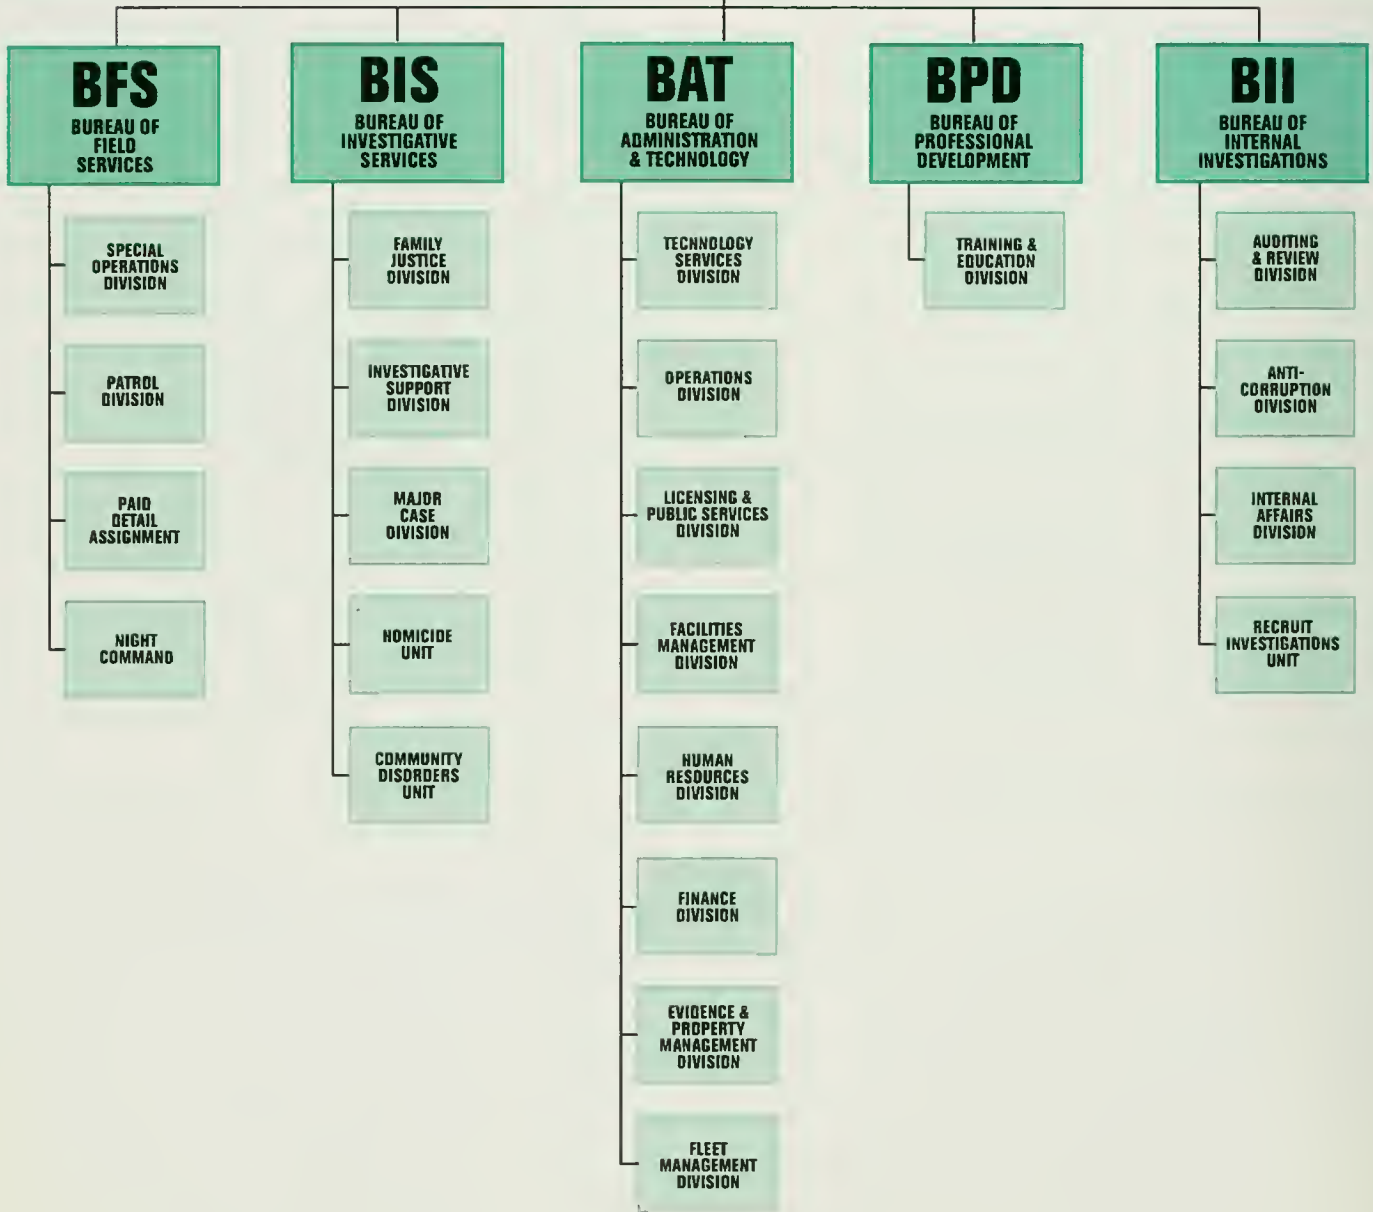 BFS
BUREAU OF
FIELD
SERVICES
SPECIAL
OPERATIONS
DIVISION
PATROL
DIVISION
PAID
DETAIL
ASSIGNMENT
NIGHT
COMMAND
BIS
BUREAU OF
INVESTIGATIVE
SERVICES
FAMILY
JUSTICE
DIVISION
INVESTIGATIVE
SUPPORT
DIVISION
MAJOR
CASE
DIVISION
HOMICIDE
UNIT
COMMUNITY
DISORDERS
UNIT
BAT
BUREAU OF
ADMINISTRATION
& TECHNOLOGY
TECHNOLOGY
SERVICES
DIVISION
OPERATIONS
DIVISION
LICENSING &
PUBLIC SERVICES
DIVISION
FACILITIES
MANAGEMENT
DIVISION
HUMAN
RESOURCES
DIVISION
FINANCE
DIVISION
EVIDENCE &
PROPERTY
MANAGEMENT
DIVISION
FLEET
MANAGEMENT
DIVISION
BPD
BUREAU OF
PROFESSIONAL
DEVELOPMENT
TRAINING &
EDUCATION
DIVISION
BII
BUREAU OF
INTERNAL
INVESTIGATIONS
AUDITING
& REVIEW
DIVISION
ANTI-
CORRUPTION
DIVISION
INTERNAL
AFFAIRS
DIVISION
RECRUIT
INVESTIGATIONS
UNIT